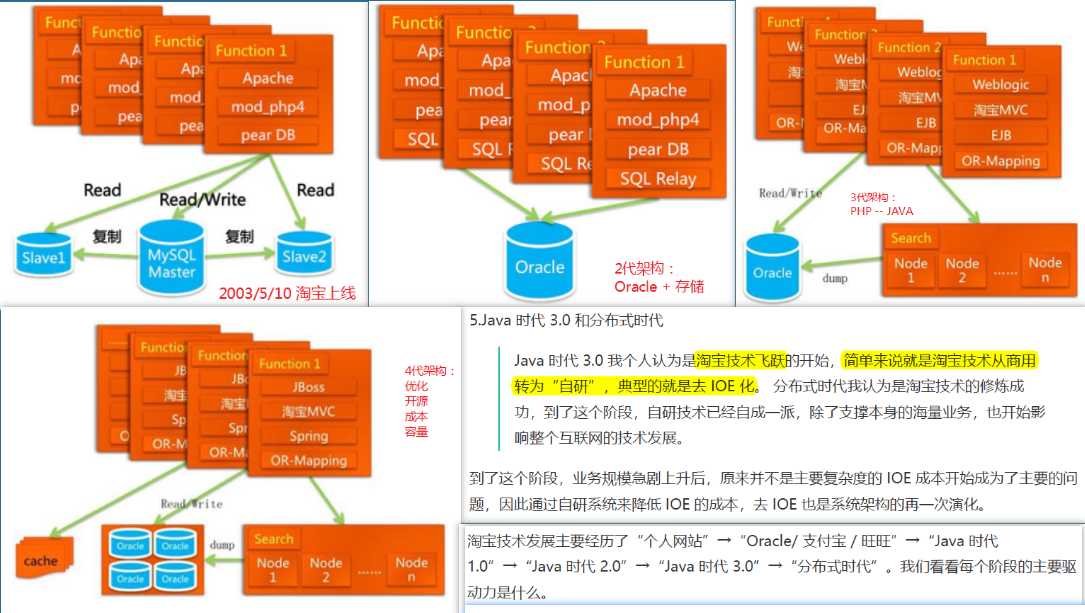 Funct
Functi
Functio
Function 1
A
Ap
Ap
Apache
mo
mod
mod
mod_php4
p
pea
pea
pear DB
Read
Read/Write
Read
复制
复制
Slave1
MySQL
Master
Slave2
2003/5/10 淘宝上线
Functi
Functio
Function
Function 1
Apa
Apa
Apac
Apache
mod_
mod_
mod_p
mod_php4
pea
pear
pear D
pear DB
SQL
SQL R
SQL Re
SQL Relay
Oracle
2代架构：
Oracle + 存储
Function
Function 2
Function 1
We
Webl
Weblog
Weblogic
淘
淘宝M
淘宝MV
淘宝MVC
EJ
EJB
EJB
OR-M
OR-Ma
OR-Mapp
OR-Mapping
Read/Write
3代架构：
PHP -- JAVA
Oracle
dump
Search
Node
1
Node
2
......
Node
n
......
Functi
Functio
Function 1
JB
JBo
JBoss
淘宝
淘宝
淘宝MVC
Sp
Spr
Spring
O
OR-M
OR-Ma
OR-Mapping
4代架构：
优化
开源
成本
容量
Read/Write
cache
Oracle
Oracle
Oracle
Oracle
dump
Search
Node
1
Node
2
......
Node
n
5.Java 时代 3.0 和分布式时代
Java 时代 3.0 我个人认为是淘宝技术飞跃的开始，简单来说就是淘宝技术从商用
转为“自研”，典型的就是去 IOE 化。 分布式时代我认为是淘宝技术的修炼成
功，到了这个阶段，自研技术已经自成一派，除了支撑本身的海量业务，也开始影
响整个互联网的技术发展。
到了这个阶段，业务规模急剧上升后，原来并不是主要复杂度的 IOE 成本开始成为了主要的问
题，因此通过自研系统来降低 IOE 的成本，去 IOE 也是系统架构的再一次演化。
淘宝技术发展主要经历了“个人网站”→“Oracle/ 支付宝 / 旺旺”→“Java 时代
1.0”→“Java 时代 2.0”→“Java 时代 3.0”→“分布式时代”。我们看看每个阶段的主要驱
动力是什么。